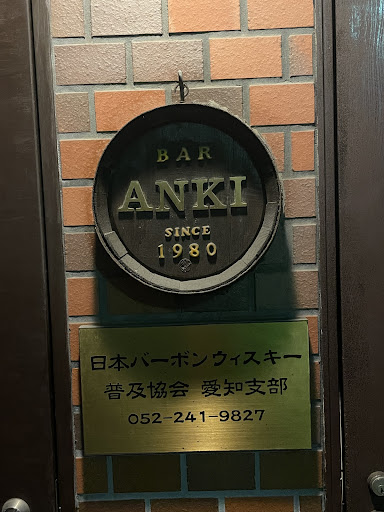 BAR
ANKI
SINCE
1980
日本バーボンウィスキー
普及協会 愛知支部
052-241-9827